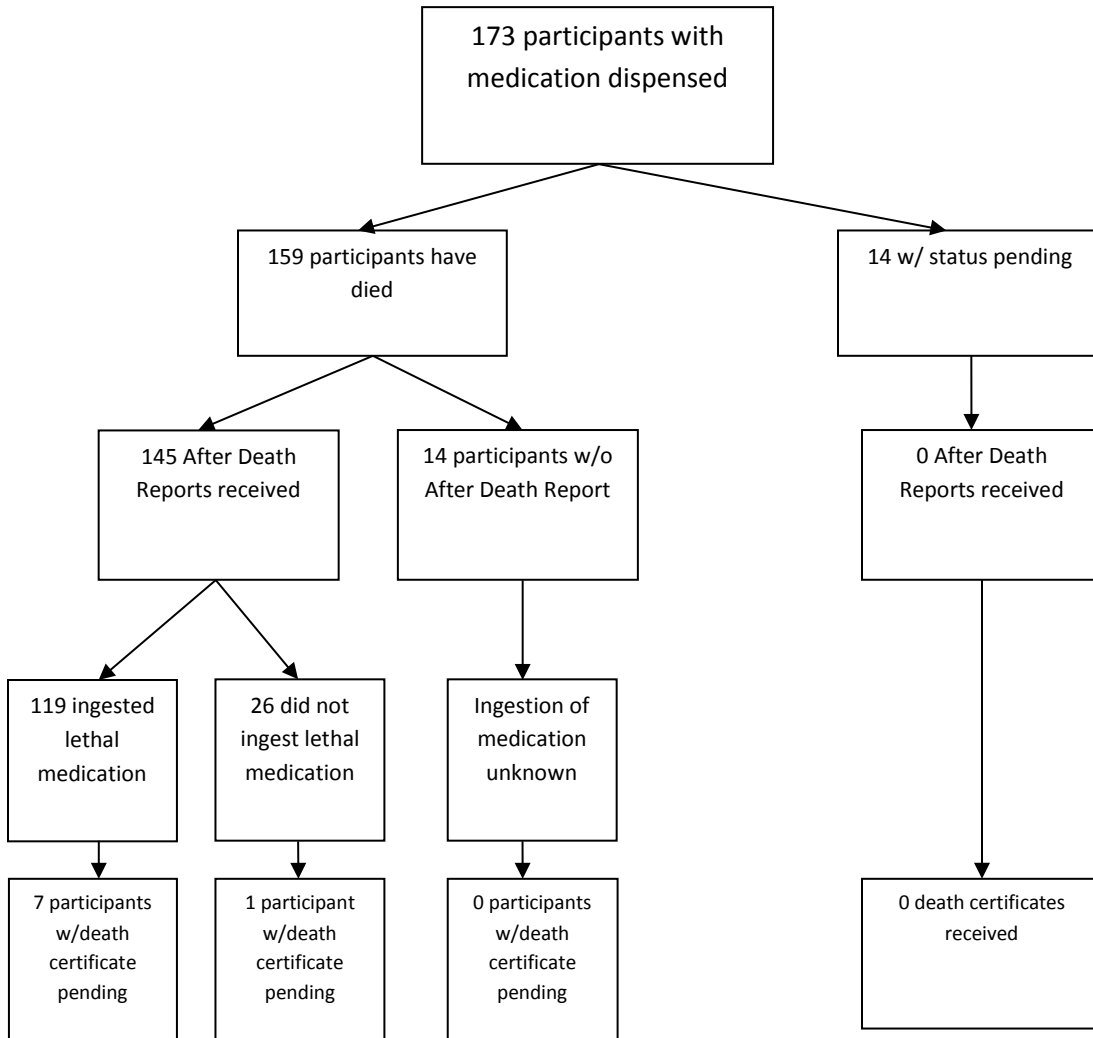 173 participants with
medication dispensed
159 participants have
died
14 w/ status pending
145 After Death
Reports received
14 participants w/o
After Death Report
0 After Death
Reports received
119 ingested
lethal
medication
26 did not
ingest lethal
medication
Ingestion of
medication
unknown
7 participants
w/death
certificate
pending
1 participant
w/death
certificate
pending
0 participants
w/death
certificate
pending
0 death certificates
received